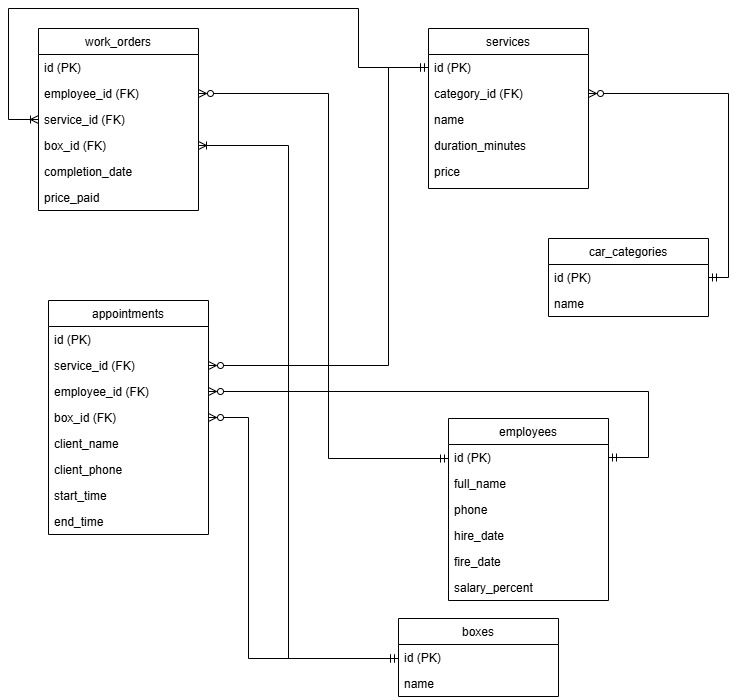 work_orders
id (PK)
employee_id (FK)
service_id (FK)
box_id (FK)
completion_date
price_paid
services
id (PK)
category_id (FK)
name
duration_minutes
price
car_categories
id (PK)
name
appointments
id (PK)
service_id (FK)
employee_id (FK)
box_id (FK)
client_name
client_phone
start_time
end_time
employees
id (PK)
full_name
phone
hire_date
fire_date
salary_percent
boxes
id (PK)
name